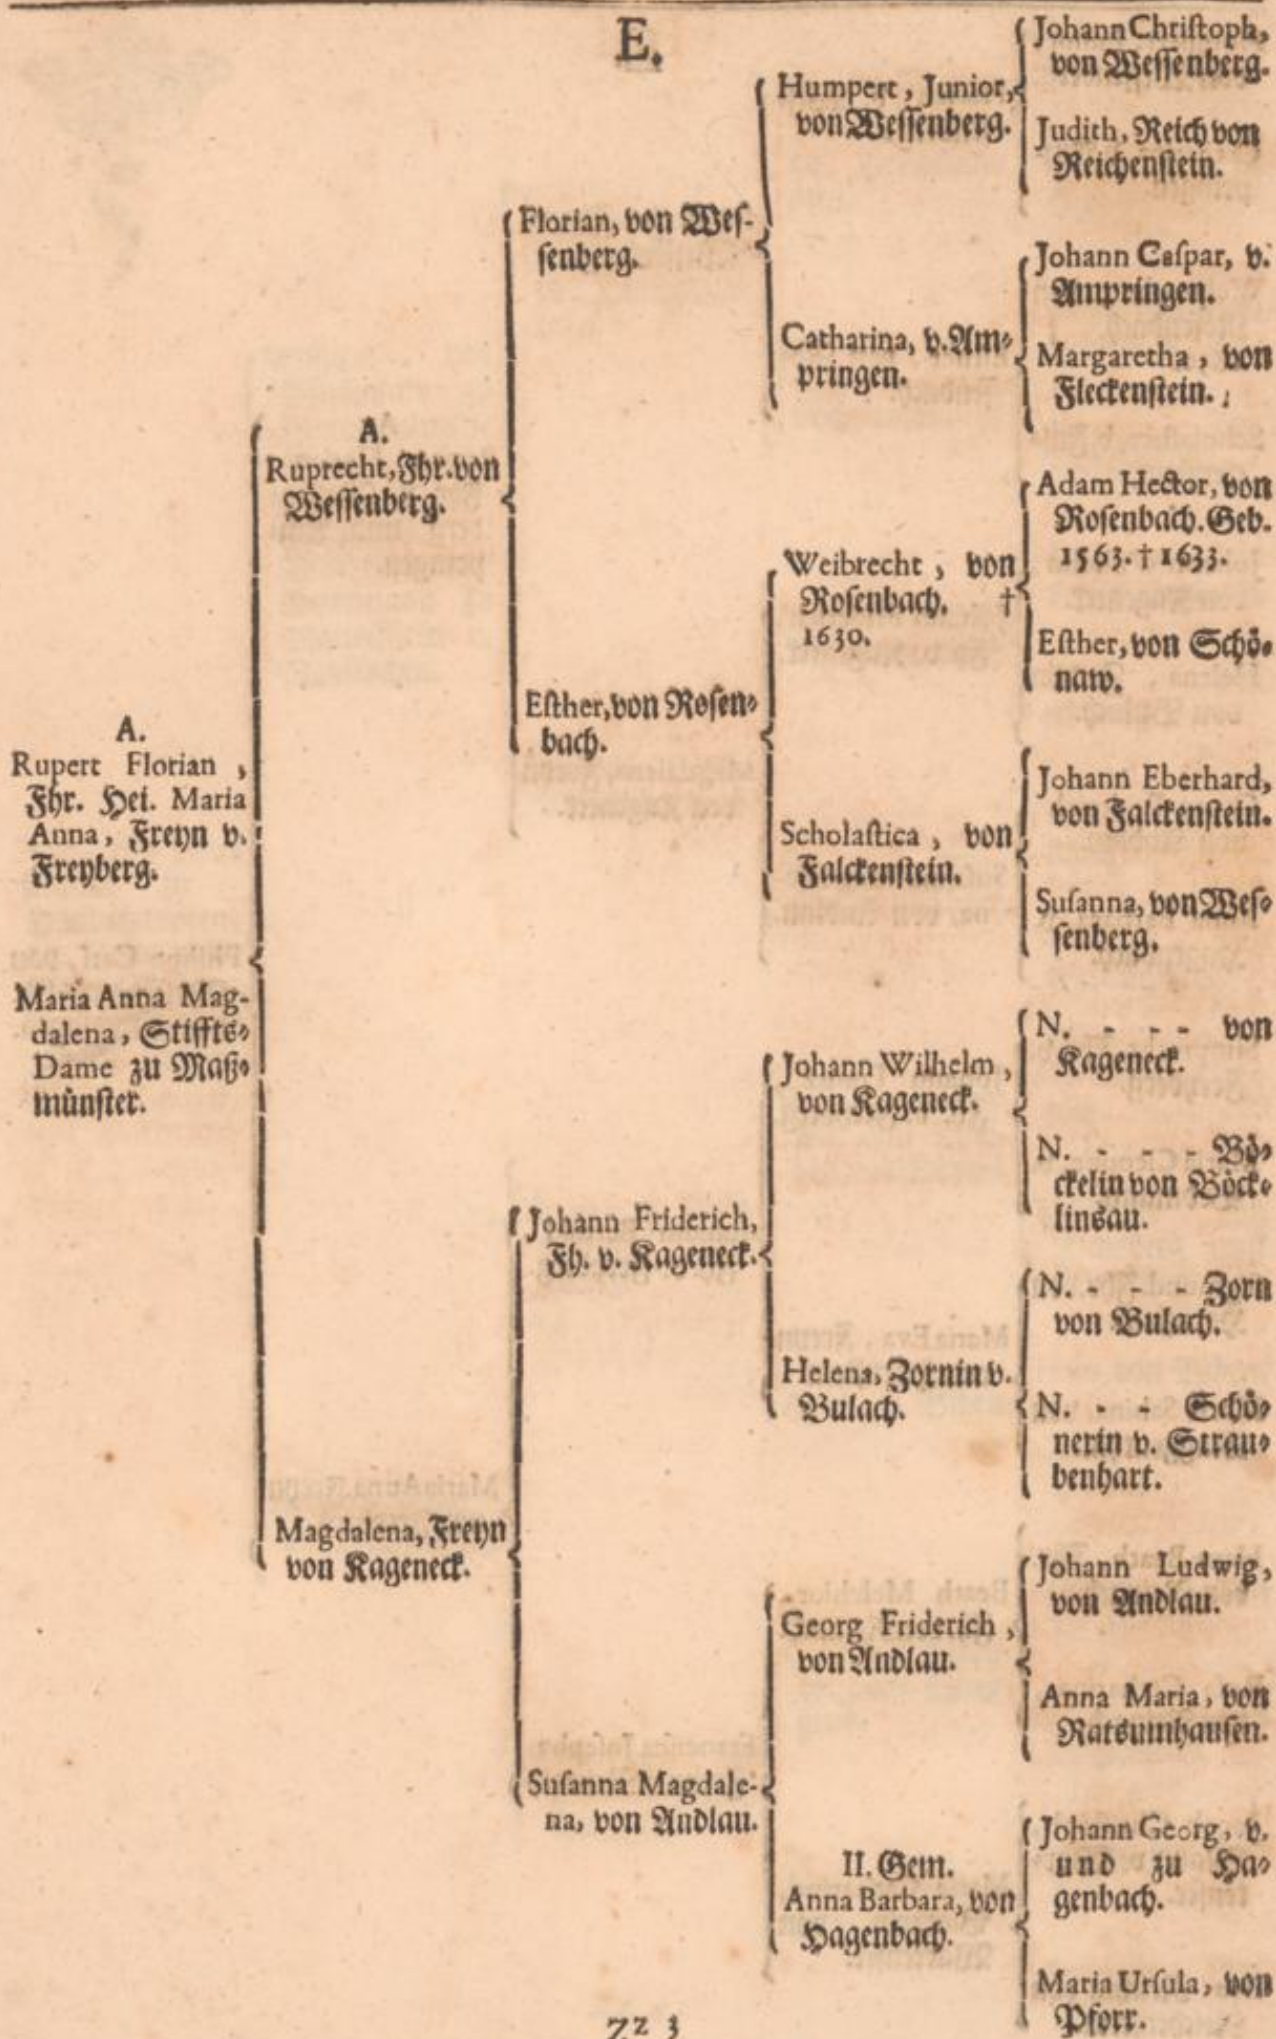 E.
A.
Rupert Florian,
Fhr. Hei. Maria
Anna, Freyn v.
Freyberg.
Maria Anna Mag-
dalena, Stiffts-
Dame zu Maß-
münster.
A.
Ruprecht, Fhr. von
Wessenberg.
Magdalena, Freyn
von Kageneck.
Florian, von Wes-
senberg.
Esther, von Rosen-
bach.
Johann Friderich,
Fh. v. Kageneck.
Susanna Magdale-
na, von Andlau.
Humpert, Junior,
von Wessenberg.
Catharina, v. Am-
pringen.
Weibrecht, von
Rosenbach. †
1630.
Scholastica, von
Falckenstein.
Johann Wilhelm,
von Kageneck.
Helena, Zornin v.
Bulach.
Georg Friderich,
von Andlau.
II. Gem.
Anna Barbara, von
Hagenbach.
Johann Christoph,
von Wessenberg.
Judith, Reich von
Reichenstein.
Johann Caspar, v.
Ampringen.
Margaretha, von
Fleckenstein.
Adam Hector, von
Rosenbach. Geb.
1563. † 1633.
Esther, von Schö-
naw.
Johann Eberhard,
von Falckenstein.
Susanna, von Wes-
senberg.
N. - - - von
Kageneck.
N. - - - Bö-
ckelin von Böck-
linsau.
N. - - - Zorn
von Bulach.
N. - - Schö-
nerin v. Strau-
benhart.
Johann Ludwig,
von Andlau.
Anna Maria, von
Ratsumhausen.
Johann Georg, v.
und zu Ha-
genbach.
Maria Ursula, von
Pforr.
Zz 3